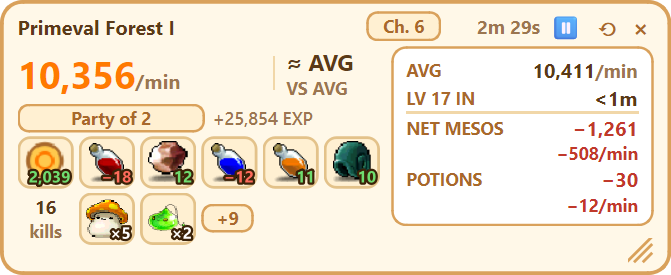 Primeval Forest I
Ch. 6
2m 29s
10,356/min
≈ AVG
VS AVG
Party of 2
+25,854 EXP
2,039
−18
12
−12
11
10
16
kills
×5
×2
+9
AVG 10,411/min
LV 17 IN <1m
NET MESOS −1,261
−508/min
POTIONS −30
−12/min